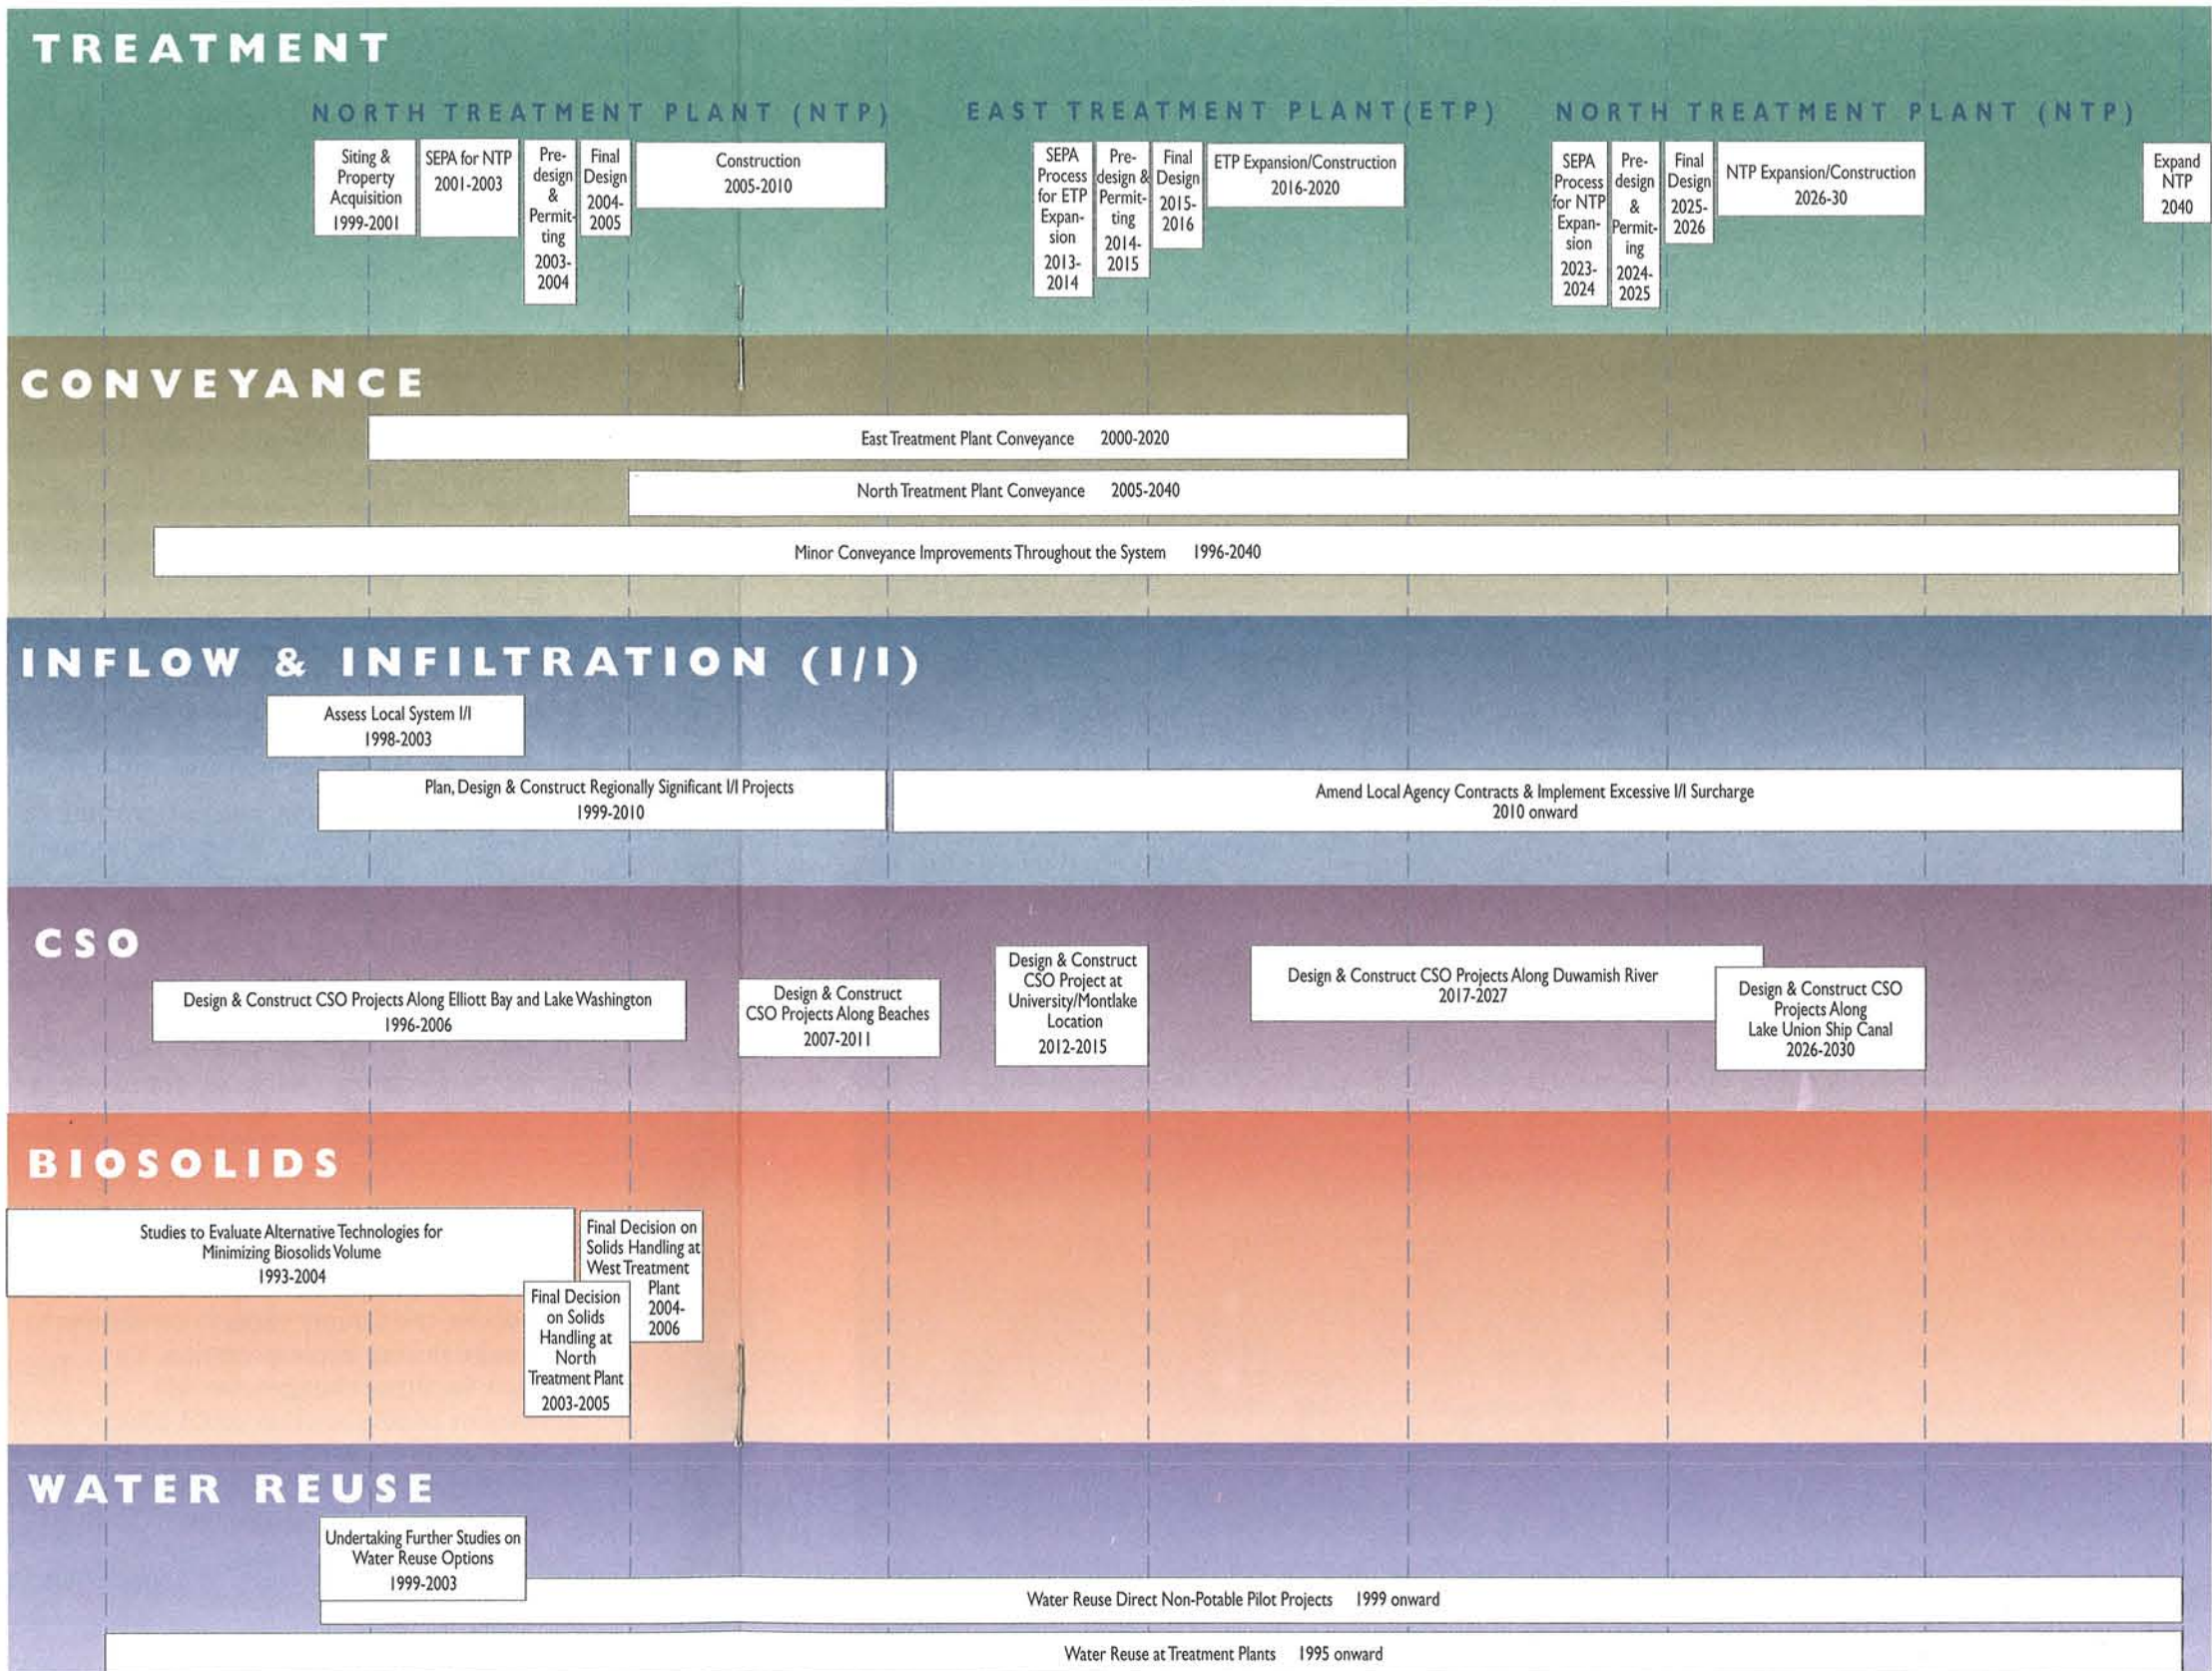 TREATMENT
NORTH TREATMENT PLANT (NTP)
Siting &
Property
Acquisition
1999-2001
SEPA for NTP
2001-2003
Pre-
design
&
Permit-
ting
2003-
2004
Final
Design
2004-
2005
Construction
2005-2010
EAST TREATMENT PLANT(ETP)
SEPA
Process
for ETP
Expan-
sion
2013-
2014
Pre-
design &
Permit-
ting
2014-
2015
Final
Design
2015-
2016
ETP Expansion/Construction
2016-2020
NORTH TREATMENT PLANT (NTP)
SEPA
Process
for NTP
Expan-
sion
2023-
2024
Pre-
design
&
Permit-
ing
2024-
2025
Final
Design
2025-
2026
NTP Expansion/Construction
2026-30
Expand
NTP
2040
CONVEYANCE
East Treatment Plant Conveyance 2000-2020
North Treatment Plant Conveyance 2005-2040
Minor Conveyance Improvements Throughout the System 1996-2040
INFLOW & INFILTRATION (I/I)
Assess Local System I/I
1998-2003
Plan, Design & Construct Regionally Significant I/I Projects
1999-2010
Amend Local Agency Contracts & Implement Excessive I/I Surcharge
2010 onward
CSO
Design & Construct CSO Projects Along Elliott Bay and Lake Washington
1996-2006
Design & Construct
CSO Projects Along Beaches
2007-2011
Design & Construct
CSO Project at
University/Montlake
Location
2012-2015
Design & Construct CSO Projects Along Duwamish River
2017-2027
Design & Construct CSO
Projects Along
Lake Union Ship Canal
2026-2030
BIOSOLIDS
Studies to Evaluate Alternative Technologies for
Minimizing Biosolids Volume
1993-2004
Final Decision on
Solids Handling at
West Treatment
Plant
2004-
2006
Final Decision
on Solids
Handling at
North
Treatment Plant
2003-2005
WATER REUSE
Undertaking Further Studies on
Water Reuse Options
1999-2003
Water Reuse Direct Non-Potable Pilot Projects 1999 onward
Water Reuse at Treatment Plants 1995 onward